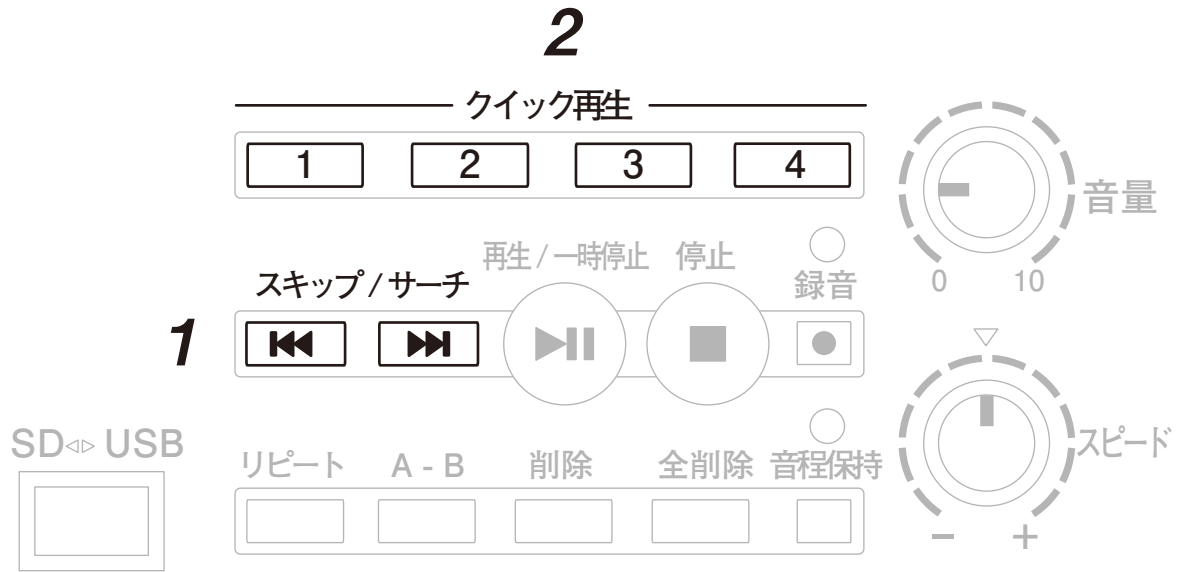 2
クイック再生
1 2 3 4
音量
0 10
再生 / 一時停止 停止
録音
スキップ / サーチ
1
SD◁▷USB
リピート A - B 削除 全削除 音程保持
スピード
− +